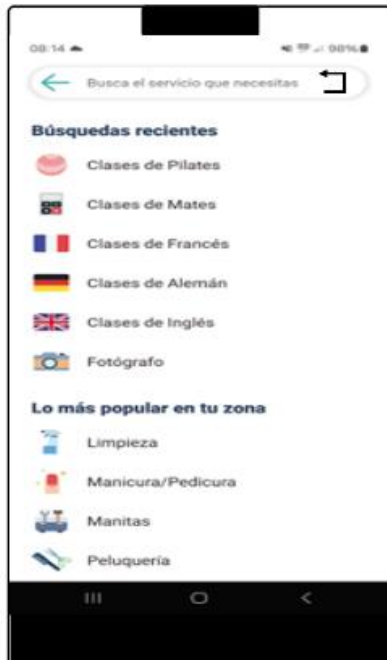 08:14 98%
Busca el servicio que necesitas
Búsquedas recientes
Clases de Pilates
Clases de Mates
Clases de Francés
Clases de Alemán
Clases de Inglés
Fotógrafo
Lo más popular en tu zona
Limpieza
Manicura/Pedicura
Manitas
Peluquería